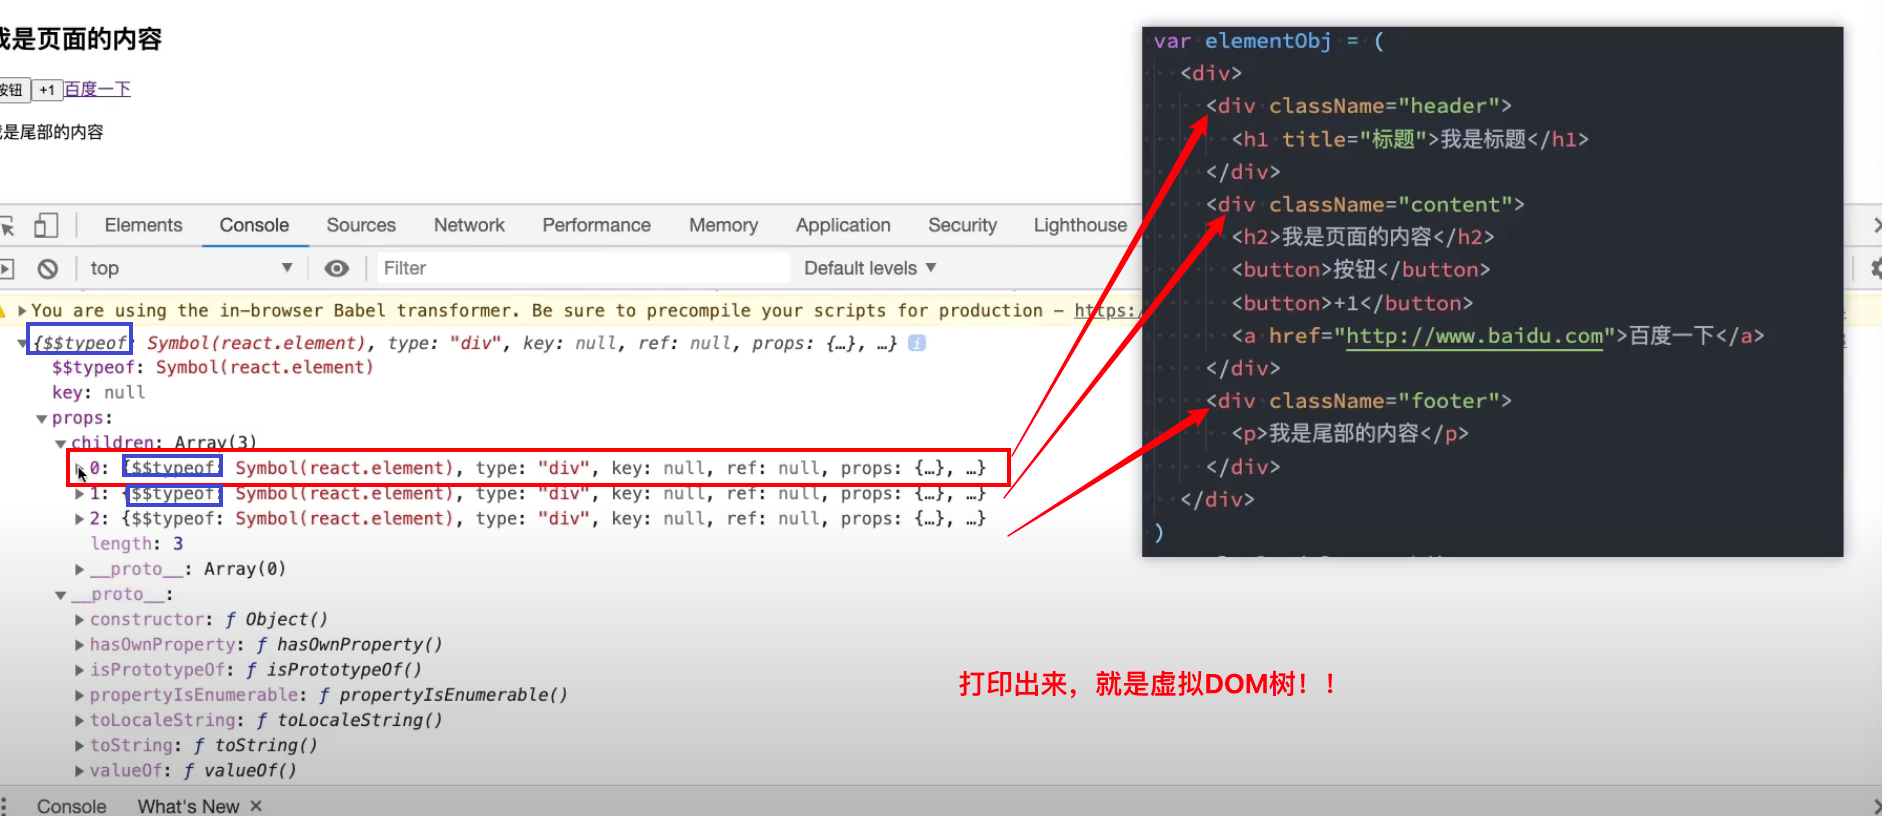 我是页面的内容
按钮 +1 百度一下
我是尾部的内容
Elements Console Sources Network Performance Memory Application Security Lighthouse
top Filter Default levels
You are using the in-browser Babel transformer. Be sure to precompile your scripts for production - https:/
{$$typeof: Symbol(react.element), type: "div", key: null, ref: null, props: {…}, …}
$$typeof: Symbol(react.element)
key: null
props:
children: Array(3)
0: {$$typeof: Symbol(react.element), type: "div", key: null, ref: null, props: {…}, …}
1: {$$typeof: Symbol(react.element), type: "div", key: null, ref: null, props: {…}, …}
2: {$$typeof: Symbol(react.element), type: "div", key: null, ref: null, props: {…}, …}
length: 3
__proto__: Array(0)
__proto__:
constructor: ƒ Object()
hasOwnProperty: ƒ hasOwnProperty()
isPrototypeOf: ƒ isPrototypeOf()
propertyIsEnumerable: ƒ propertyIsEnumerable()
toLocaleString: ƒ toLocaleString()
toString: ƒ toString()
valueOf: ƒ valueOf()
Console What's New ×
var elementObj = (
<div>
<div className="header">
<h1 title="标题">我是标题</h1>
</div>
<div className="content">
<h2>我是页面的内容</h2>
<button>按钮</button>
<button>+1</button>
<a href="http://www.baidu.com">百度一下</a>
</div>
<div className="footer">
<p>我是尾部的内容</p>
</div>
</div>
)
打印出来，就是虚拟DOM树！！